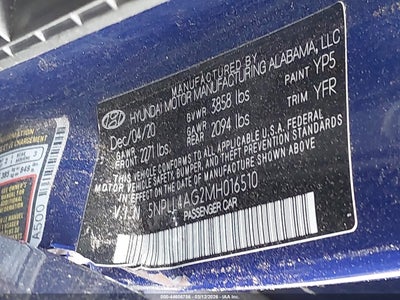 MANUFACTURED BY
HYUNDAI MOTOR MANUFACTURING ALABAMA, LLC
Dec/04/20 GVWR 3858 lbs PAINT YP5
GAWR FRONT 2271 lbs. GAWR REAR 2094 lbs TRIM YFR
THIS VEHICLE CONFORMS TO ALL APPLICABLE U.S. FEDERAL
MOTOR VEHICLE SAFETY, BUMPER, AND THEFT PREVENTION STANDARDS
IN EFFECT ON THE DATE OF MANUFACTURE SHOWN ABOVE.
V.I.N 5NPLL4AG2MH016510
PASSENGER CAR
A500